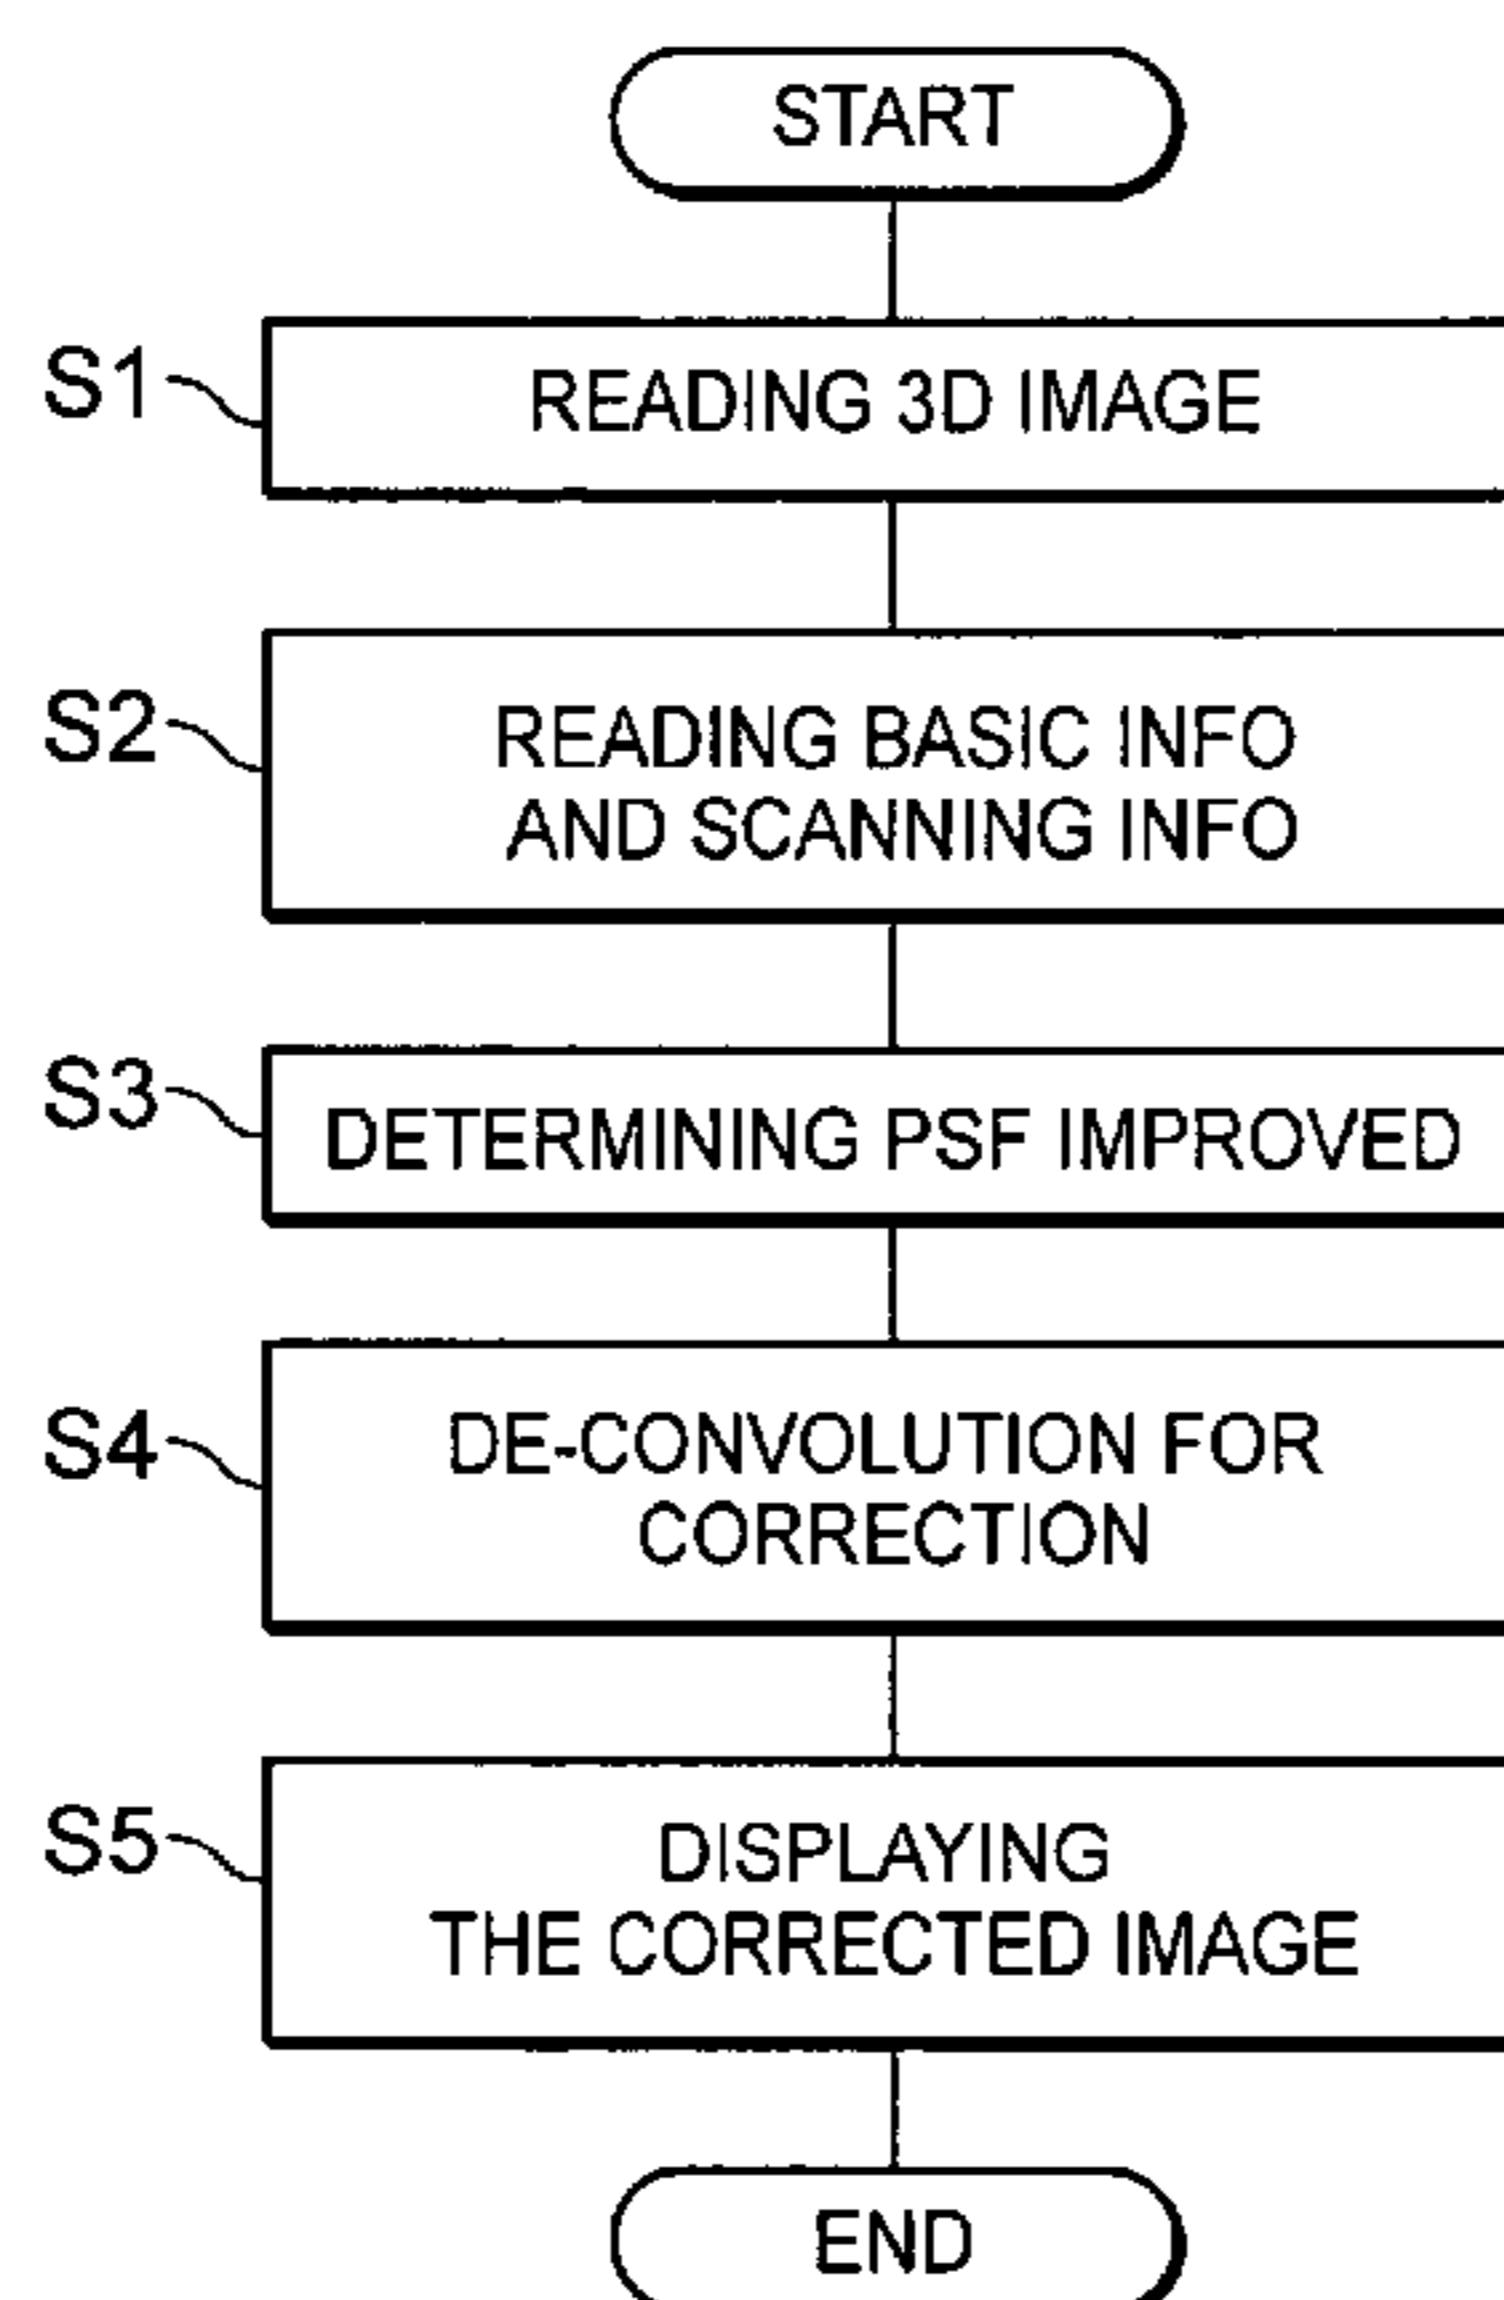 START
S1
READING 3D IMAGE
S2
READING BASIC INFO
AND SCANNING INFO
S3
DETERMINING PSF IMPROVED
S4
DE-CONVOLUTION FOR
CORRECTION
S5
DISPLAYING
THE CORRECTED IMAGE
END